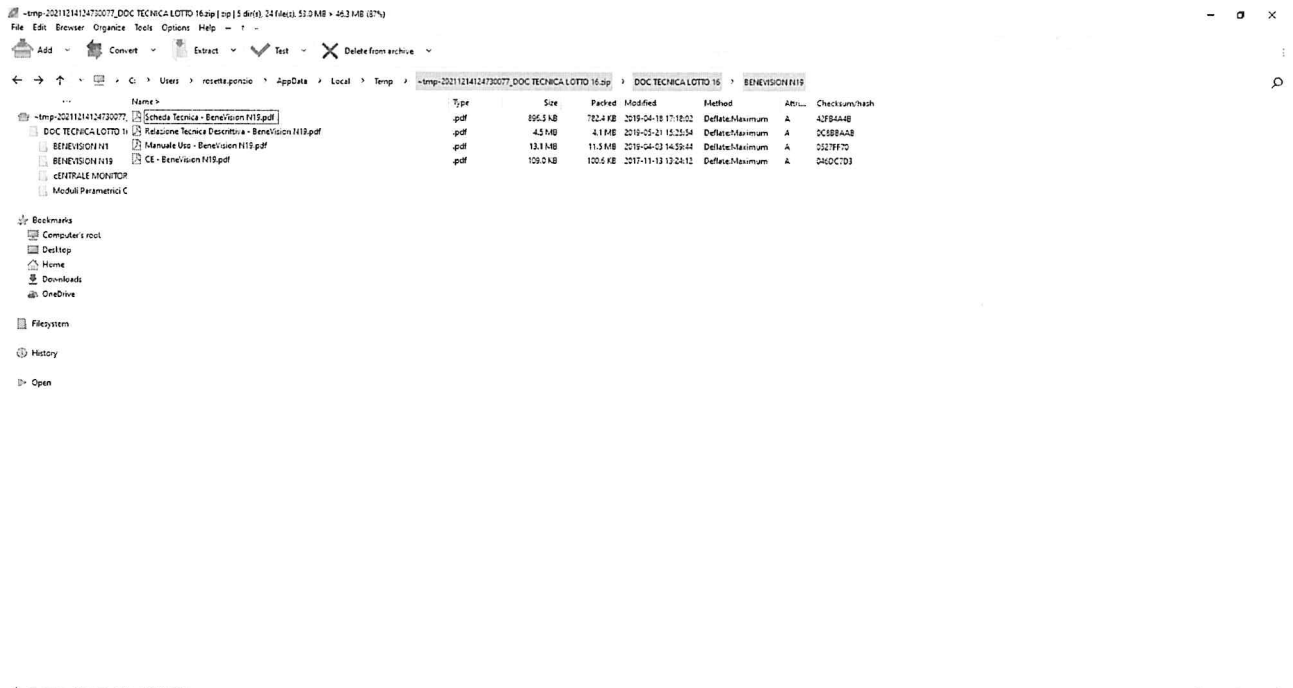 ~tmp-20211214124730077_DOC TECNICA LOTTO 16.zip | zip | 5 dir(s), 24 file(s), 53.0 MB > 46.3 MB (87%)
File Edit Browser Organize Tools Options Help
Add Convert Extract Test Delete from archive
C: > Users > rosetta.ponzio > AppData > Local > Temp > ~tmp-20211214124730077_DOC TECNICA LOTTO 16.zip > DOC TECNICA LOTTO 16 > BENEVISION N19
... Name > Type Size Packed Modified Method Attri... Checksum/hash
~tmp-20211214124730077_ Scheda Tecnica - BeneVision N19.pdf .pdf 896.5 KB 782.4 KB 2019-04-18 17:18:02 Deflate:Maximum A 42FB4A4B
DOC TECNICA LOTTO 1 Relazione Tecnica Descrittiva - BeneVision N19.pdf .pdf 4.5 MB 4.1 MB 2019-05-21 15:25:54 Deflate:Maximum A
BENEVISION N1 Manuale Uso - BeneVision N19.pdf .pdf 13.1 MB 11.5 MB 2019-04-03 14:59:44 Deflate:Maximum A 0527FF70
BENEVISION N19 CE - BeneVision N19.pdf .pdf 109.0 KB 100.6 KB 2017-11-13 13:24:12 Deflate:Maximum A 046DC7D3
cENTRALE MONITOR
Moduli Parametrici C
Bookmarks
Computer's root
Desktop
Home
Downloads
OneDrive
Filesystem
History
Open